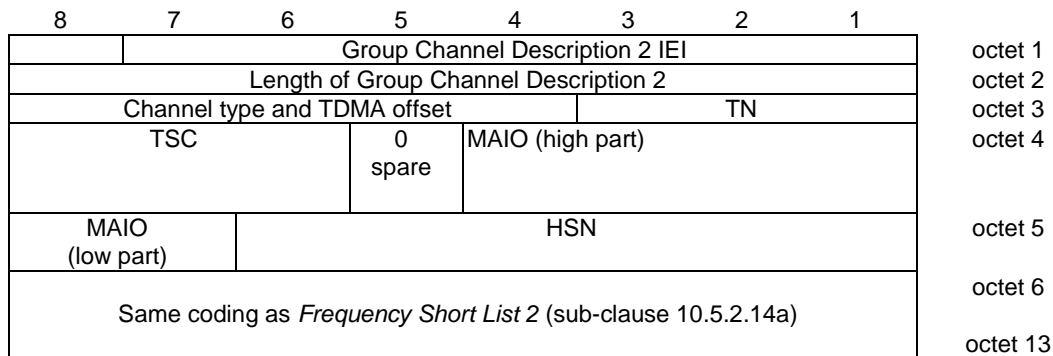 8 7 6 5 4 3 2 1
Group Channel Description 2 IEI octet 1
Length of Group Channel Description 2 octet 2
Channel type and TDMA offset TN octet 3
TSC 0 MAIO (high part) octet 4
spare
MAIO HSN octet 5
(low part)
octet 6
Same coding as Frequency Short List 2 (sub-clause 10.5.2.14a)
octet 13